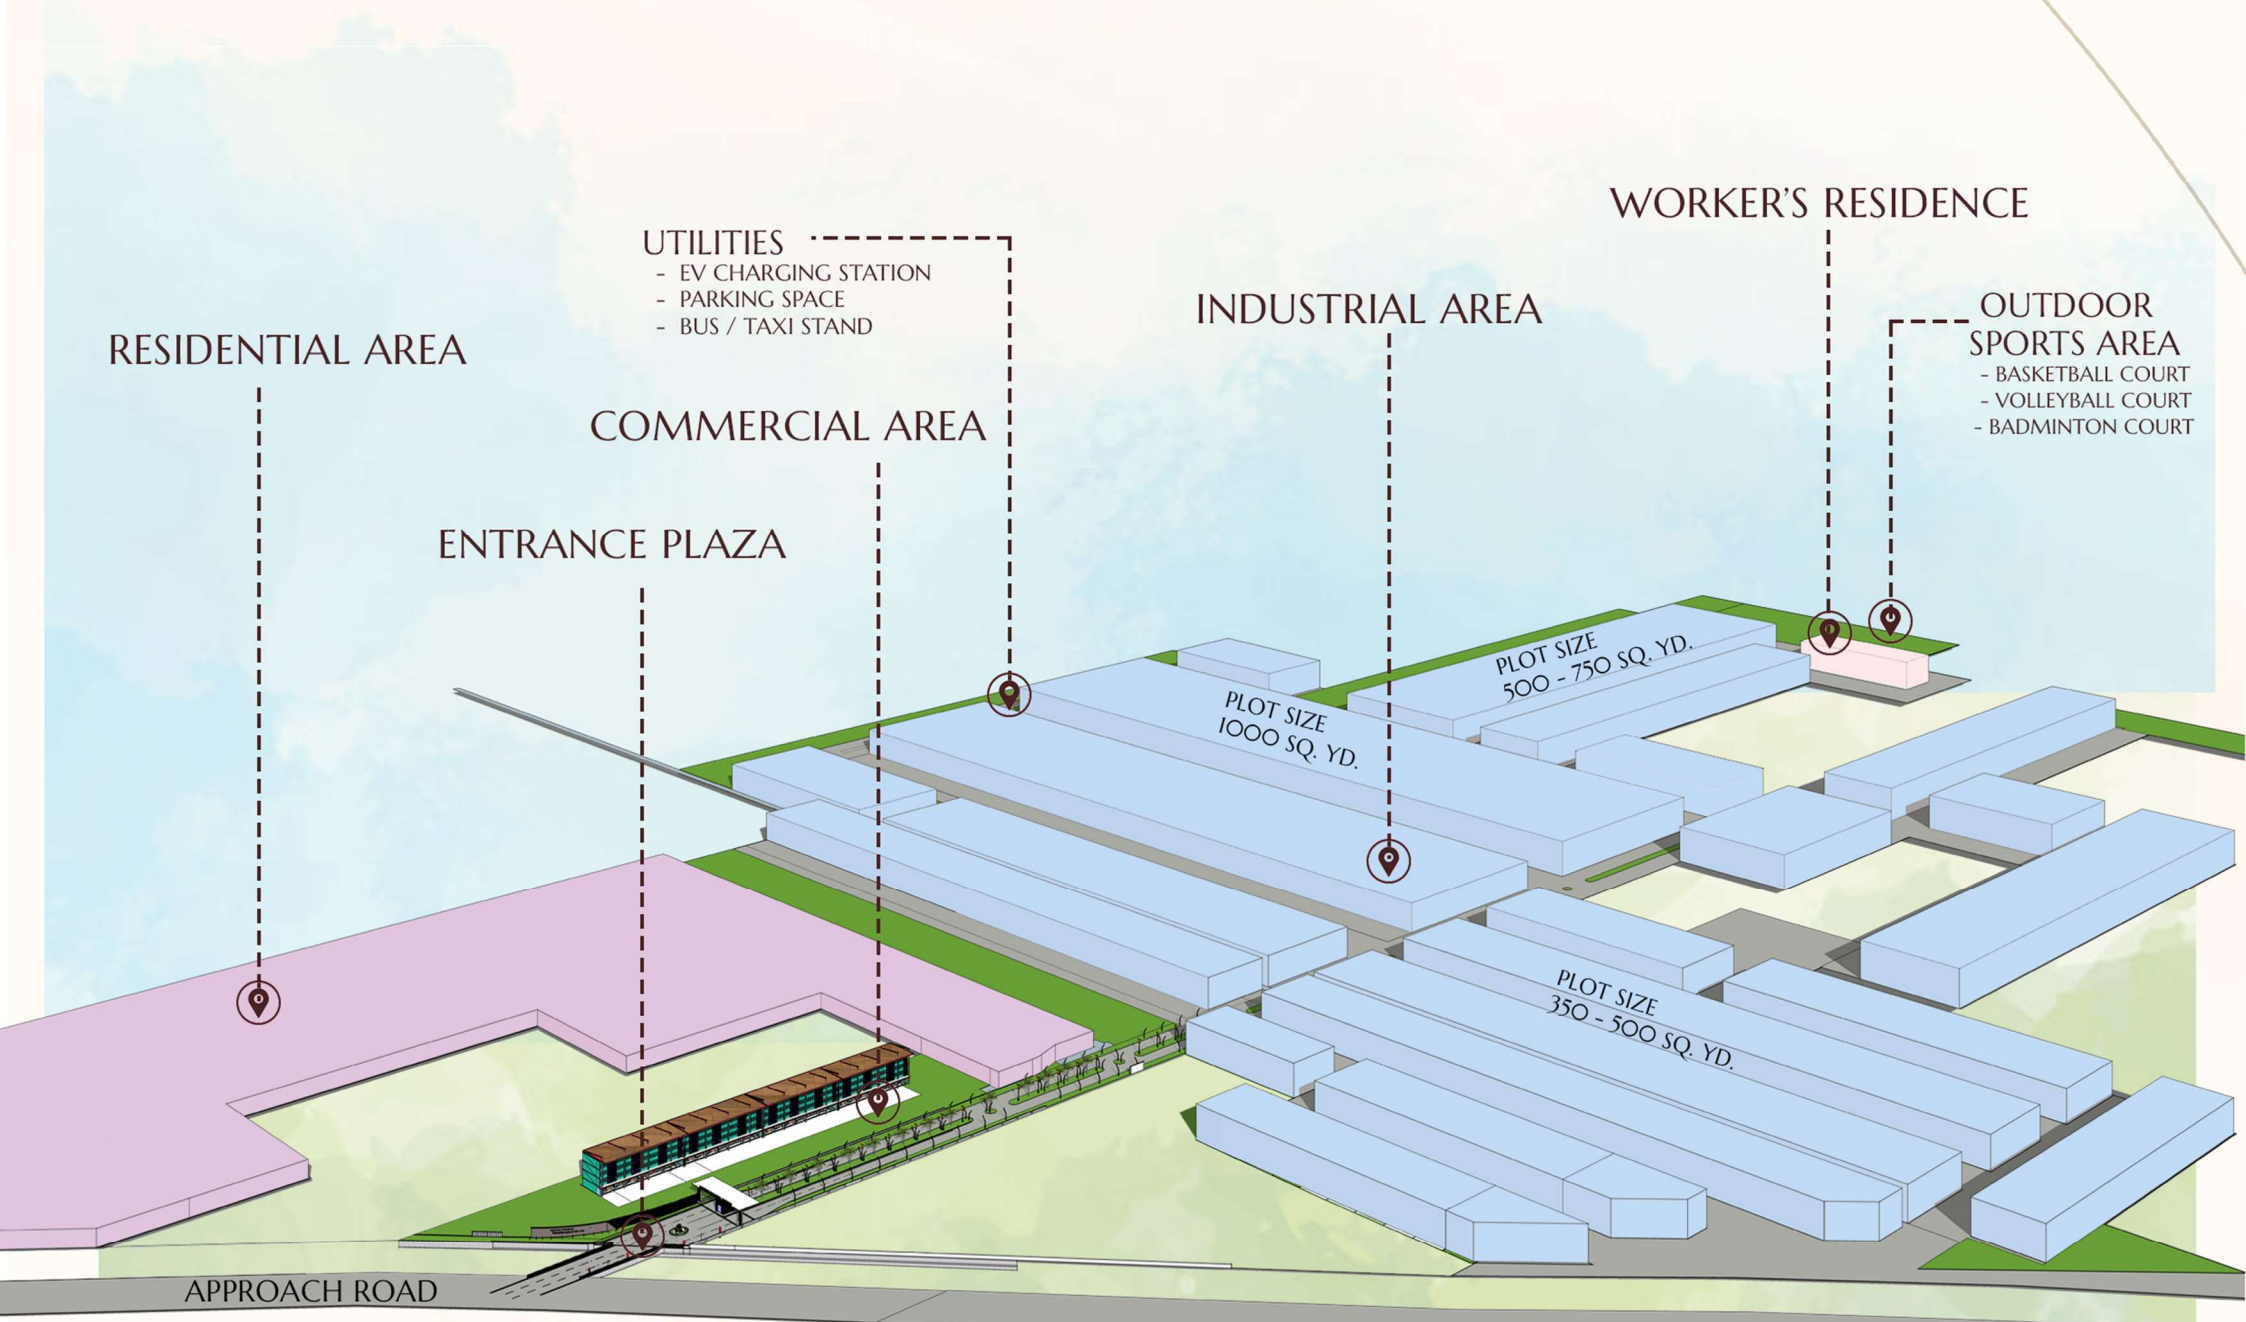 WORKER'S RESIDENCE
UTILITIES
- EV CHARGING STATION
- PARKING SPACE
- BUS / TAXI STAND
INDUSTRIAL AREA
OUTDOOR
SPORTS AREA
- BASKETBALL COURT
- VOLLEYBALL COURT
- BADMINTON COURT
RESIDENTIAL AREA
COMMERCIAL AREA
ENTRANCE PLAZA
PLOT SIZE
500 - 750 SQ. YD.
PLOT SIZE
1000 SQ. YD.
PLOT SIZE
350 - 500 SQ. YD.
APPROACH ROAD